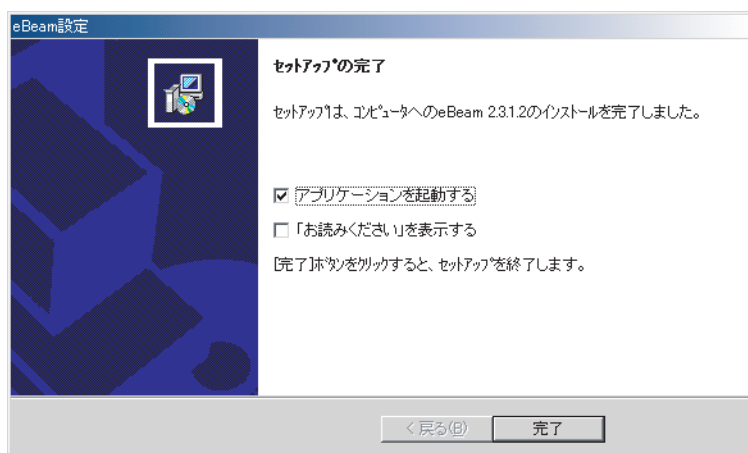 eBeam設定
ｾｯﾄｱｯﾌﾟの完了
ｾｯﾄｱｯﾌﾟは、ｺﾝﾋﾟｭｰﾀへのeBeam 2.3.1.2のｲﾝｽﾄｰﾙを完了しました。
アプリケーションを起動する
「お読みください」を表示する
[完了]ﾎﾞﾀﾝをｸﾘｯｸすると、ｾｯﾄｱｯﾌﾟを終了します。
< 戻る(B)
完了